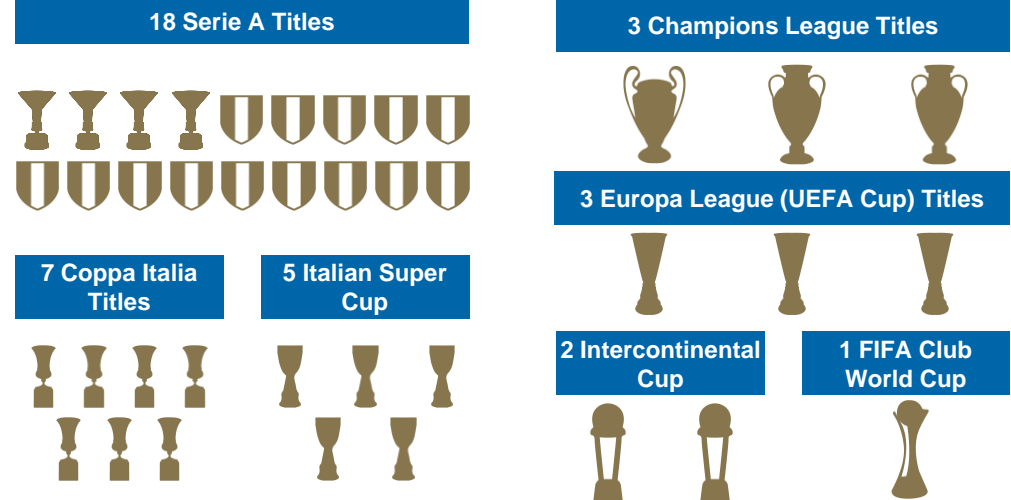 18 Serie A Titles
3 Champions League Titles
3 Europa League (UEFA Cup) Titles
7 Coppa Italia
Titles
5 Italian Super
Cup
2 Intercontinental
Cup
1 FIFA Club
World Cup